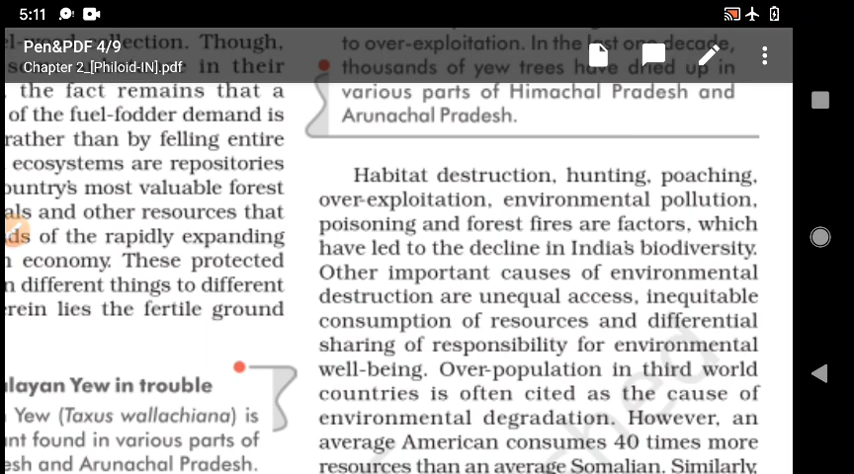 5:11
Pen&PDF 4/9
Chapter 2_[Philoid-IN].pdf
collection. Though,
in their
the fact remains that a
of the fuel-fodder demand is
rather than by felling entire
ecosystems are repositories
most valuable forest
and other resources that
of the rapidly expanding
economy. These protected
different things to different
lies the fertile ground
Yew in trouble
Yew (Taxus wallachiana) is
found in various parts of
and Arunachal Pradesh.
to over-exploitation. In the last one decade,
thousands of yew trees have dried up in
various parts of Himachal Pradesh and
Arunachal Pradesh.
Habitat destruction, hunting, poaching,
over-exploitation, environmental pollution,
poisoning and forest fires are factors, which
have led to the decline in India's biodiversity.
Other important causes of environmental
destruction are unequal access, inequitable
consumption of resources and differential
sharing of responsibility for environmental
well-being. Over-population in third world
countries is often cited as the cause of
environmental degradation. However, an
average American consumes 40 times more
resources than an average Somalian. Similarly,